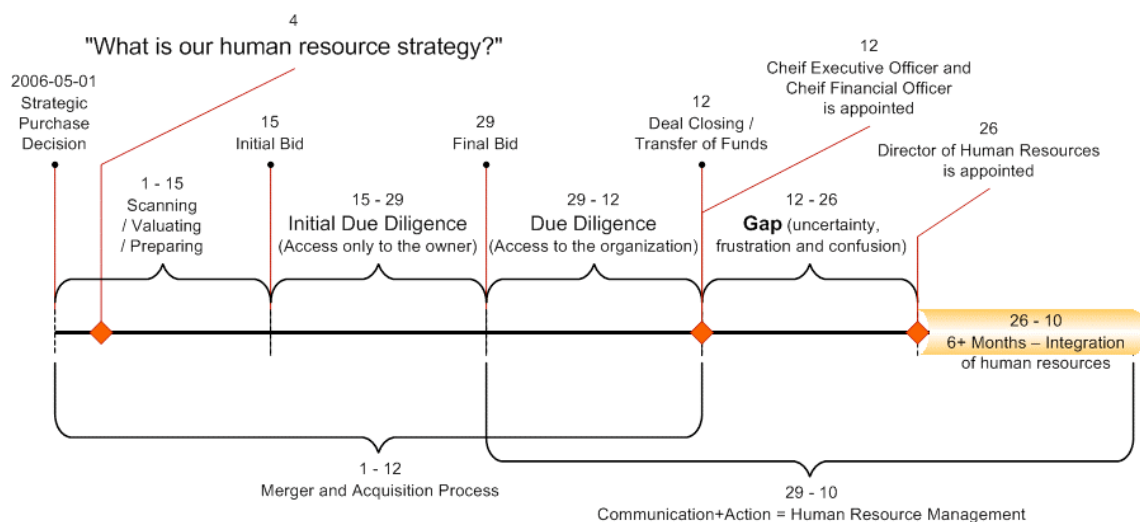 4
"What is our human resource strategy?"
2006-05-01
Strategic
Purchase
Decision
15
Initial Bid
29
Final Bid
12
Deal Closing /
Transfer of Funds
12
Cheif Executive Officer and
Cheif Financial Officer
is appointed
26
Director of Human Resources
is appointed
1 - 15
Scanning
/ Valuating
/ Preparing
15 - 29
Initial Due Diligence
(Access only to the owner)
29 - 12
Due Diligence
(Access to the organization)
12 - 26
Gap (uncertainty,
frustration and confusion)
26 - 10
6+ Months – Integration
of human resources
1 - 12
Merger and Acquisition Process
29 - 10
Communication+Action = Human Resource Management